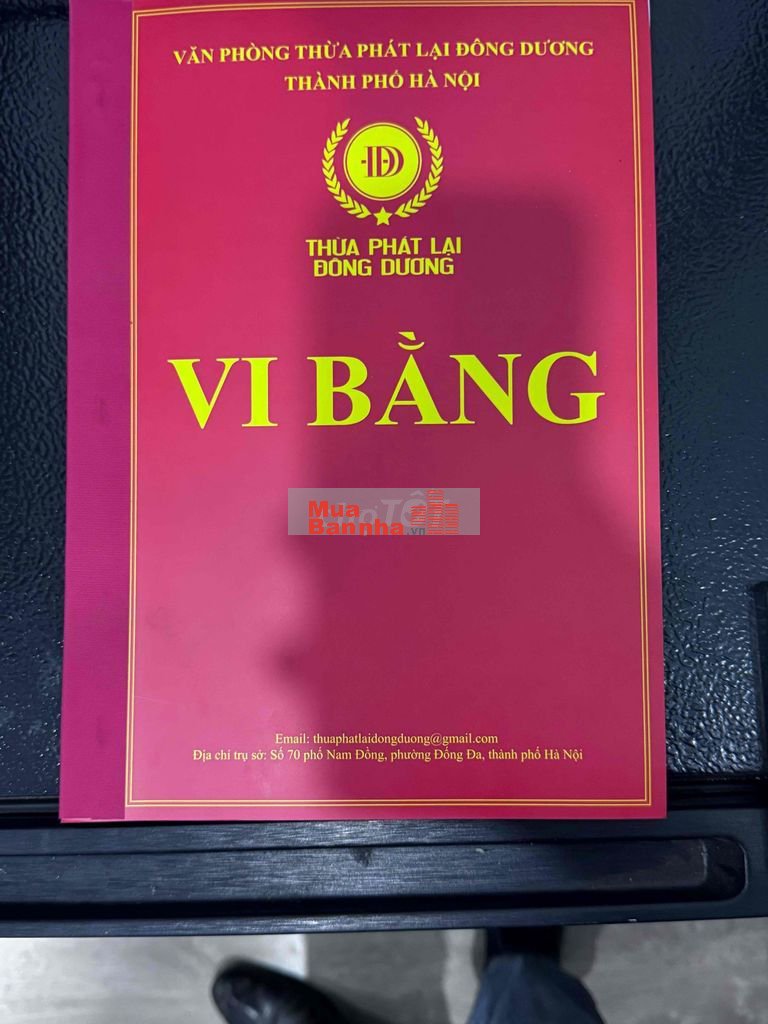 VĂN PHÒNG THỪA PHÁT LẠI ĐÔNG DƯƠNG
THÀNH PHỐ HÀ NỘI
THỪA PHÁT LẠI
ĐÔNG DƯƠNG
VI BẰNG
Mua
Bannha.vn
Email: thuaphatlaidongduong@gmail.com
Địa chỉ trụ sở: Số 70 phố Nam Đồng, phường Đống Đa, thành phố Hà Nội